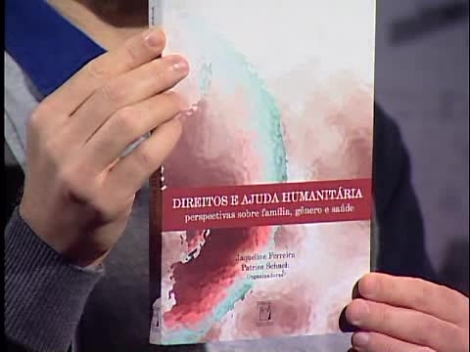 DIREITOS E AJUDA HUMANITÁRIA
perspectivas sobre família, gênero e saúde
Jaqueline Ferreira
Patrice Schuch
Organizadoras